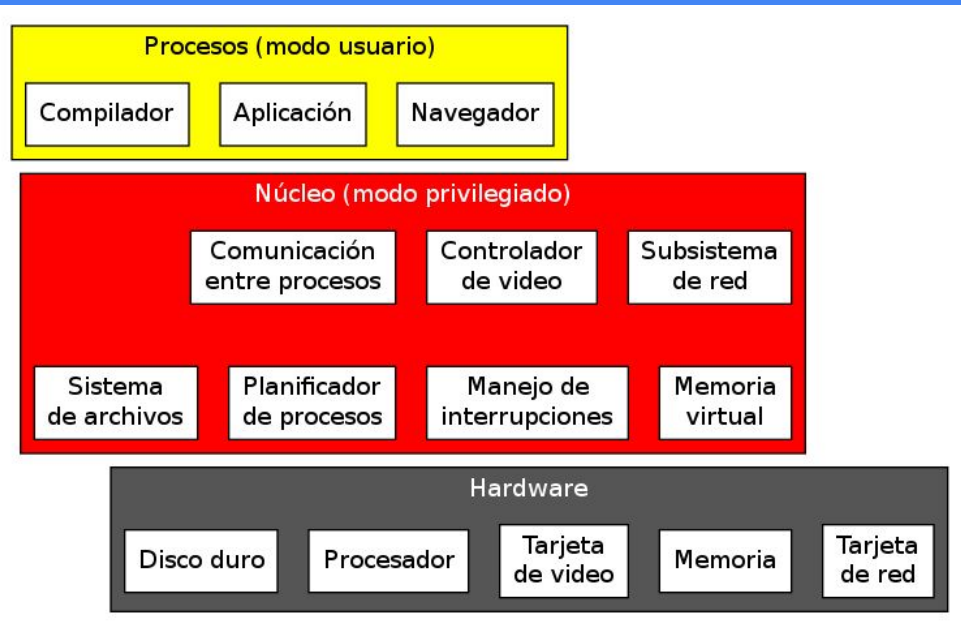 Procesos (modo usuario)
Compilador
Aplicación
Navegador
Núcleo (modo privilegiado)
Comunicación
entre procesos
Controlador
de video
Subsistema
de red
Sistema
de archivos
Planificador
de procesos
Manejo de
interrupciones
Memoria
virtual
Hardware
Disco duro
Procesador
Tarjeta
de video
Memoria
Tarjeta
de red